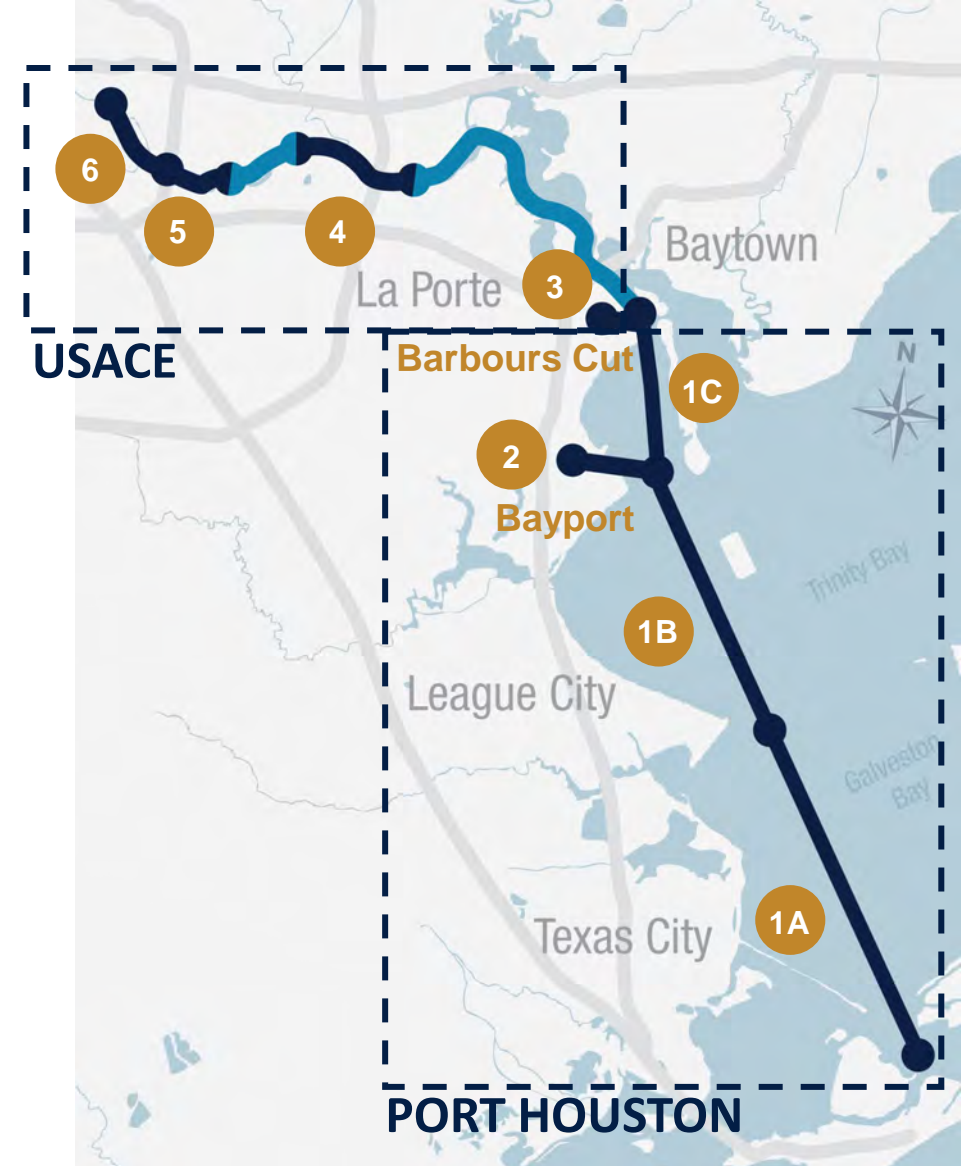 6
5
4
Baytown
La Porte
3
USACE
Barbours Cut
N
1C
2
Bayport
Trinity Bay
1B
League City
Galveston
Bay
1A
Texas City
PORT HOUSTON